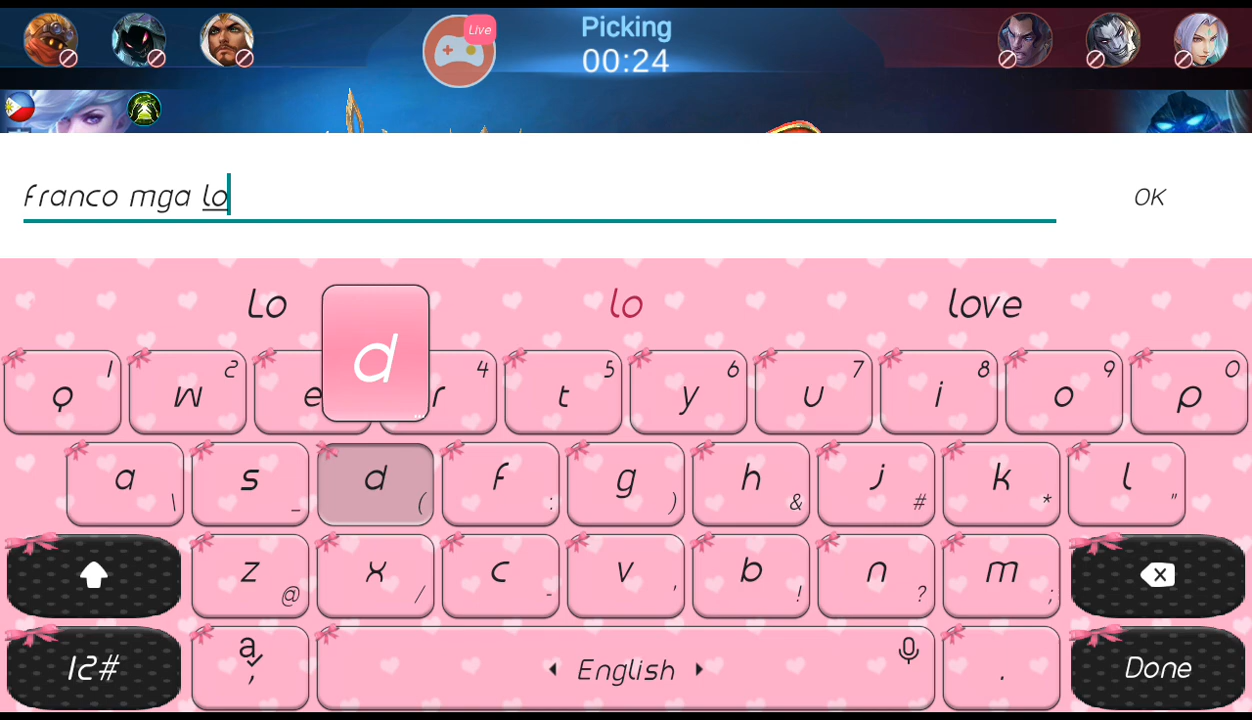 Live
Picking
00:24
franco mga lo
OK
Lo lo love
d
q 1 w 2 e r 4 t 5 y 6 u 7 i 8 o 9 p 0
a \ s _ d ( f : g ) h & j # k * l "
z @ x / c - v ' b ! n ? m ;
12# a , English . Done